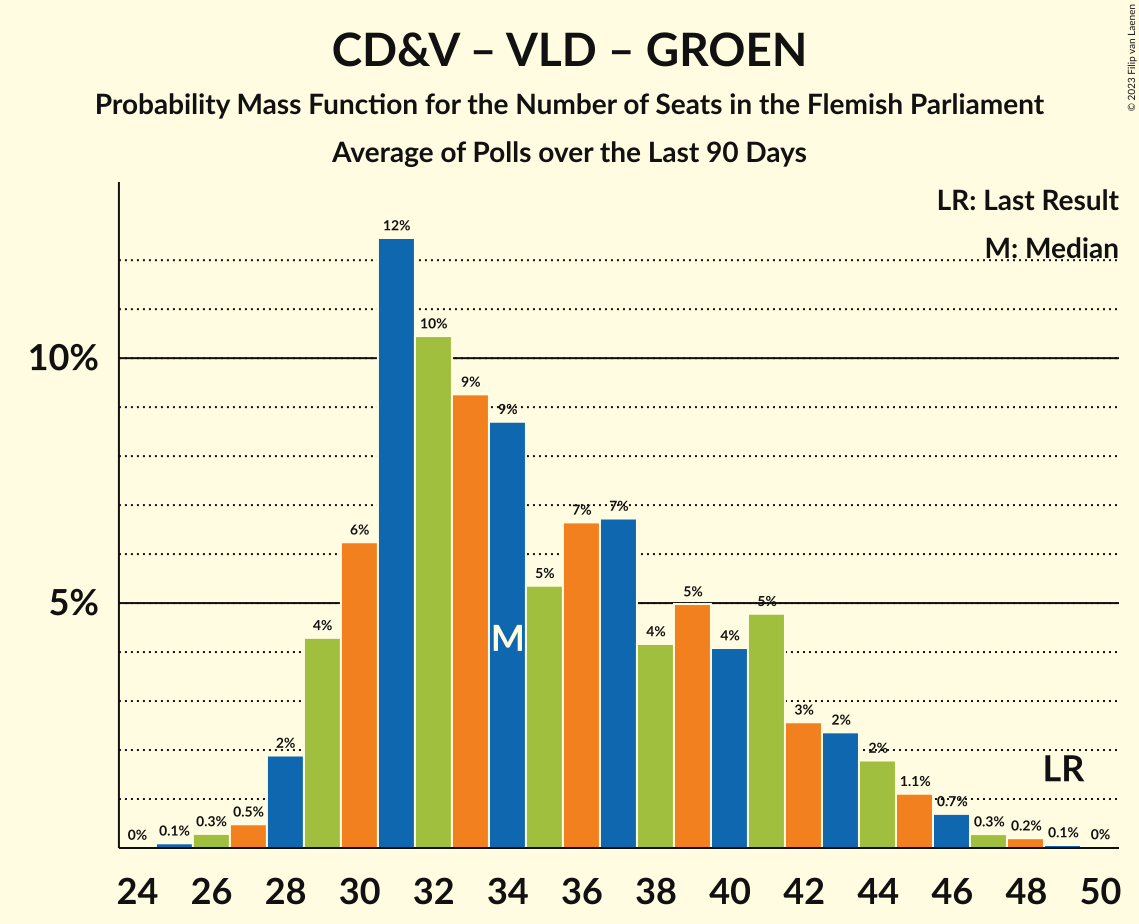 CD&V – VLD – GROEN
Probability Mass Function for the Number of Seats in the Flemish Parliament
Average of Polls over the Last 90 Days
© 2023 Filip van Laenen
LR: Last Result
M: Median
10%
5%
0% 0.1% 0.3% 0.5% 2% 4% 6% 12% 10% 9% 9% 5% 7% 7% 4% 5% 4% 5% 3% 2% 2% 1.1% 0.7% 0.3% 0.2% 0.1% 0%
M
LR
24 26 28 30 32 34 36 38 40 42 44 46 48 50